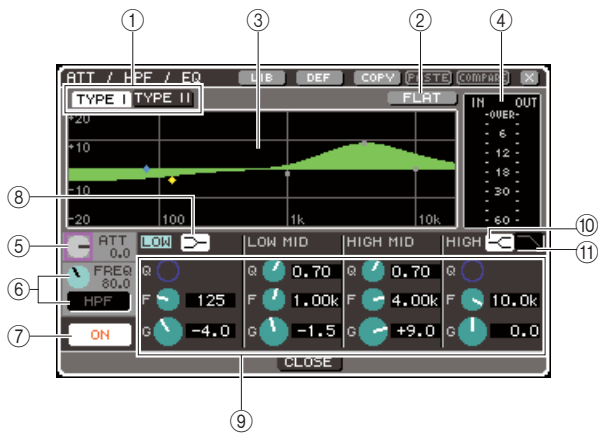 ① ③ ② ④
ATT / HPF / EQ LIB DEF COPY PASTE COMPARE X
TYPE I TYPE II FLAT IN OUT
+20 -OVER-
+10 6
12
18
-10 30
-20 100 1k 10k 60
⑧ ⑩
⑤ ATT 0.0 LOW LOW MID HIGH MID HIGH ⑪
⑥ FREQ 80.0 Q Q 0.70 Q 0.70 Q
HPF F 125 F 1.00k F 4.00k F 10.0k
⑦ ON G -4.0 G -1.5 G +9.0 G 0.0
CLOSE
⑨